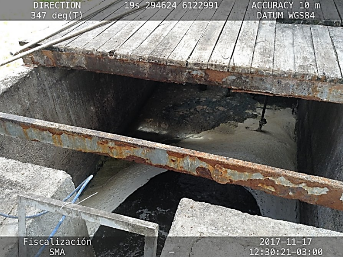 DIRECTION 19s 294624 6122991 ACCURACY 10 m
347 deg(T) DATUM WGS84
Fiscalización 2017-11-17
SMA 12:30:21-03:00